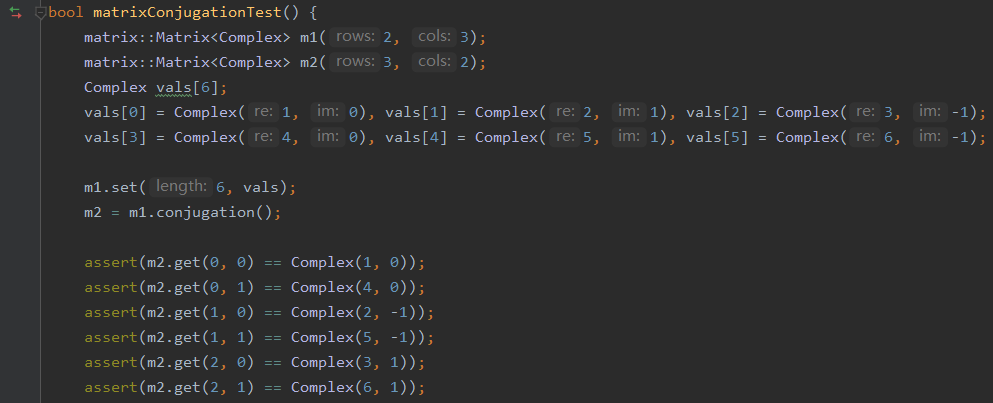 bool matrixConjugationTest() {
matrix::Matrix<Complex> m1( rows: 2, cols: 3);
matrix::Matrix<Complex> m2( rows: 3, cols: 2);
Complex vals[6];
vals[0] = Complex( re: 1, im: 0), vals[1] = Complex( re: 2, im: 1), vals[2] = Complex( re: 3, im: -1);
vals[3] = Complex( re: 4, im: 0), vals[4] = Complex( re: 5, im: 1), vals[5] = Complex( re: 6, im: -1);
m1.set( length: 6, vals);
m2 = m1.conjugation();
assert(m2.get(0, 0) == Complex(1, 0));
assert(m2.get(0, 1) == Complex(4, 0));
assert(m2.get(1, 0) == Complex(2, -1));
assert(m2.get(1, 1) == Complex(5, -1));
assert(m2.get(2, 0) == Complex(3, 1));
assert(m2.get(2, 1) == Complex(6, 1));